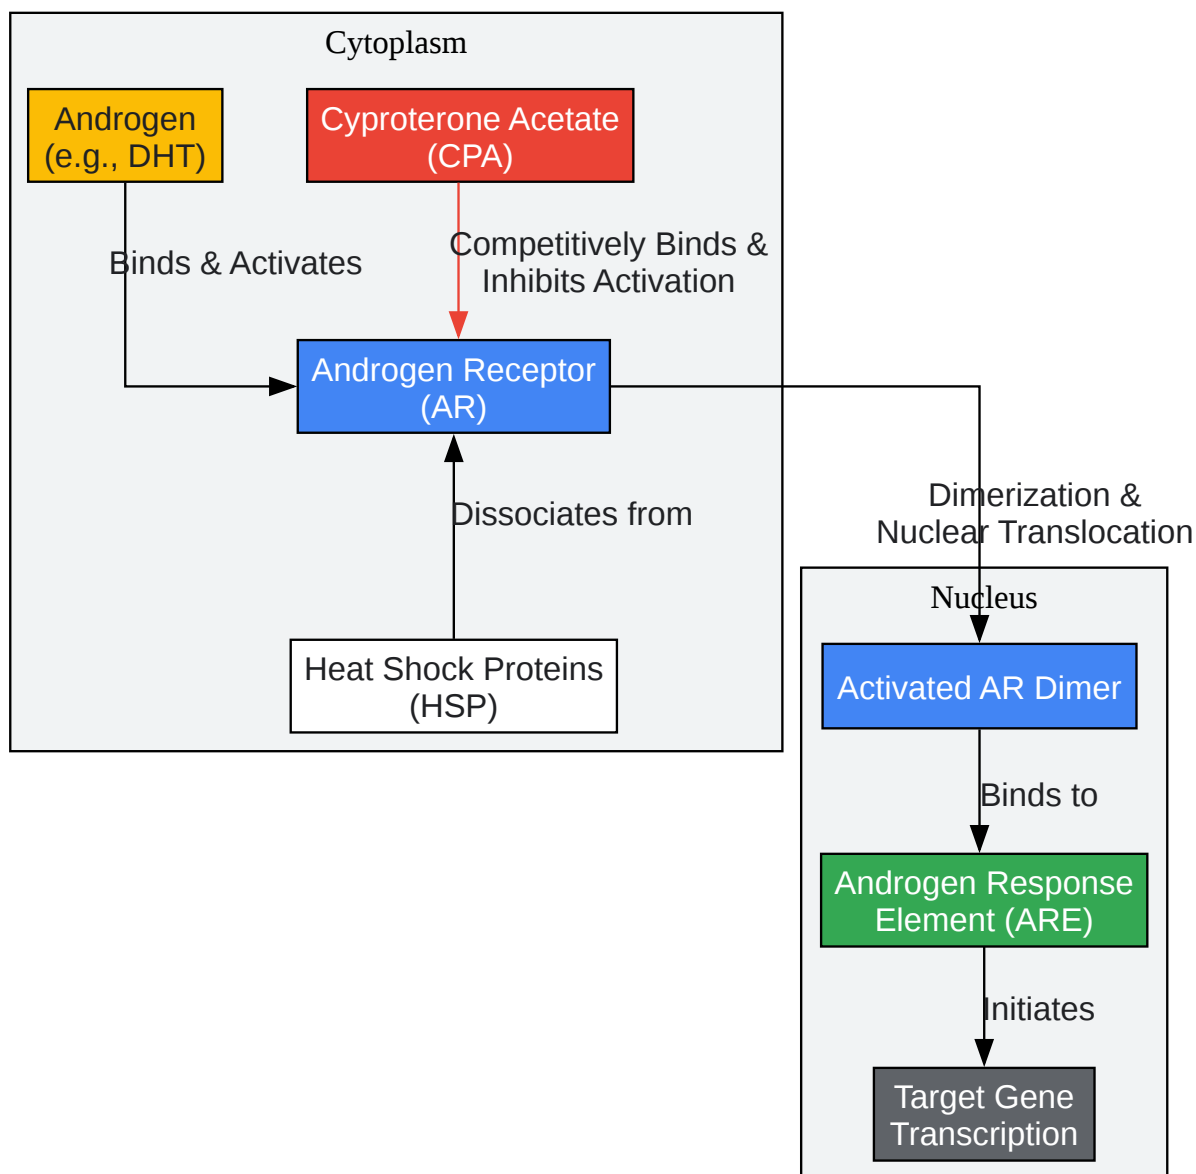 Cytoplasm
Androgen
(e.g., DHT)
Cyproterone Acetate
(CPA)
Binds & Activates
Competitively Binds &
Inhibits Activation
Androgen Receptor
(AR)
Dissociates from
Heat Shock Proteins
(HSP)
Dimerization &
Nuclear Translocation
Nucleus
Activated AR Dimer
Binds to
Androgen Response
Element (ARE)
Initiates
Target Gene
Transcription